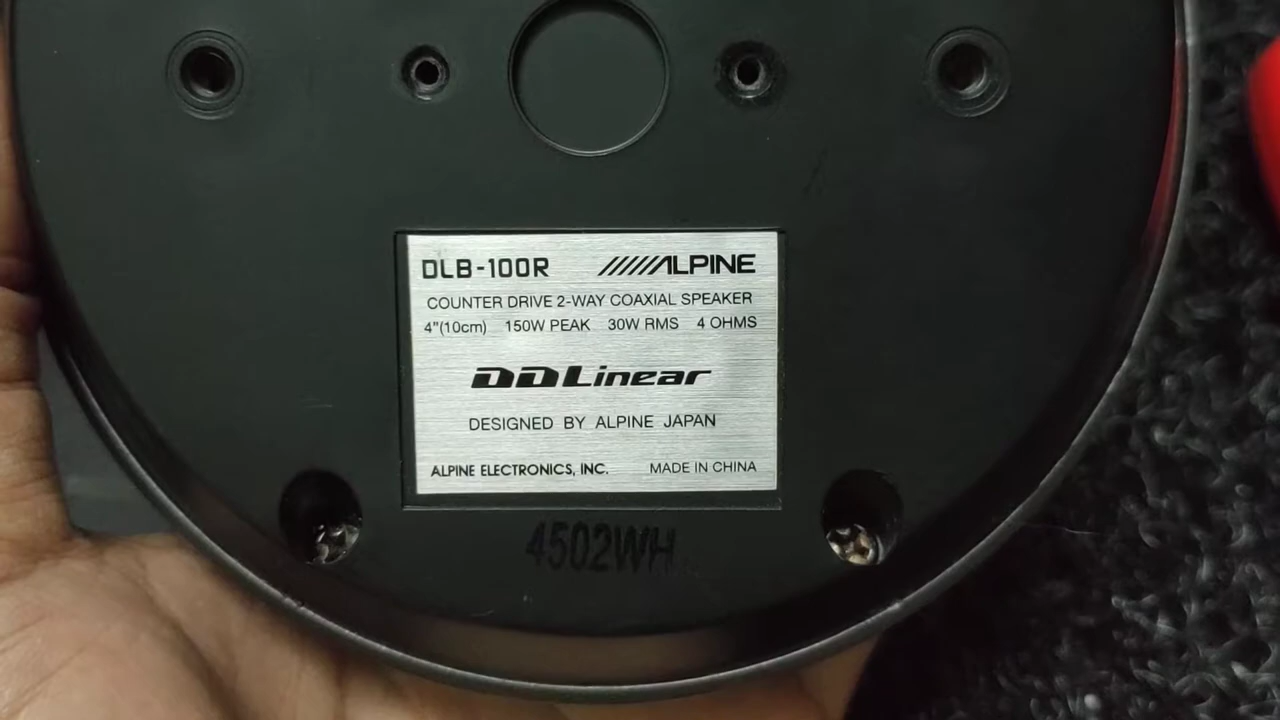 DLB-100R ALPINE
COUNTER DRIVE 2-WAY COAXIAL SPEAKER
4"(10cm) 150W PEAK 30W RMS 4 OHMS
DDLinear
DESIGNED BY ALPINE JAPAN
ALPINE ELECTRONICS, INC. MADE IN CHINA
4502WH